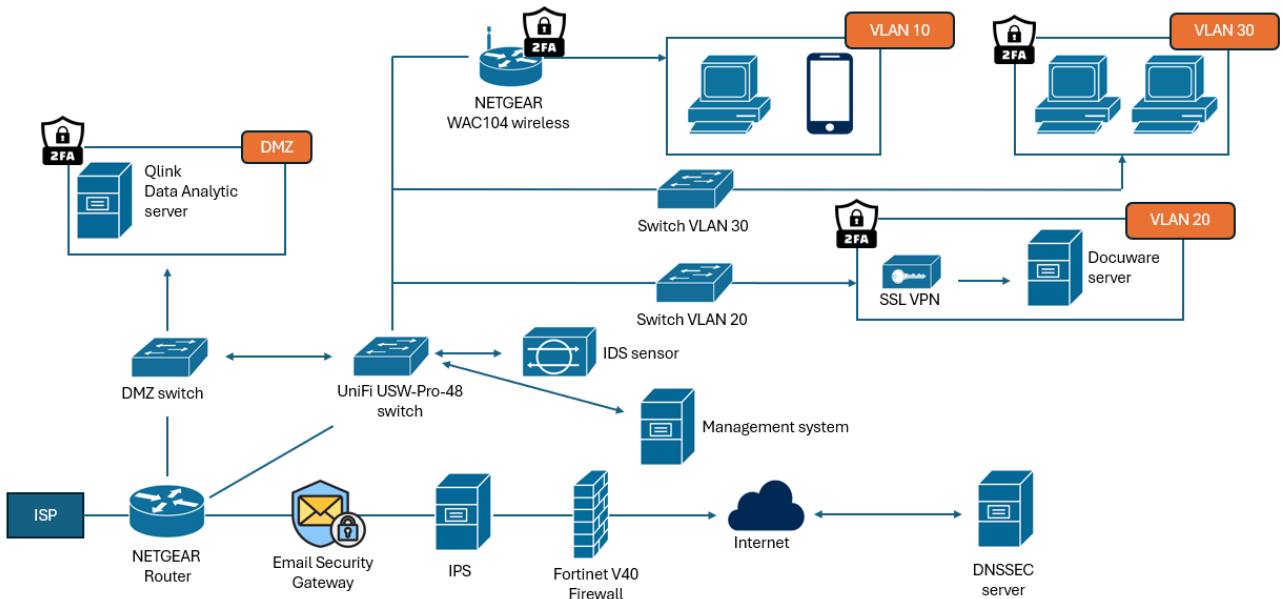 2FA
VLAN 10
2FA
VLAN 30
NETGEAR
WAC104 wireless
2FA
DMZ
Qlink
Data Analytic
server
Switch VLAN 30
2FA
VLAN 20
Docuware
server
SSL VPN
Switch VLAN 20
IDS sensor
DMZ switch
UniFi USW-Pro-48
switch
Management system
ISP
NETGEAR
Router
Email Security
Gateway
IPS
Fortinet V40
Firewall
Internet
DNSSEC
server